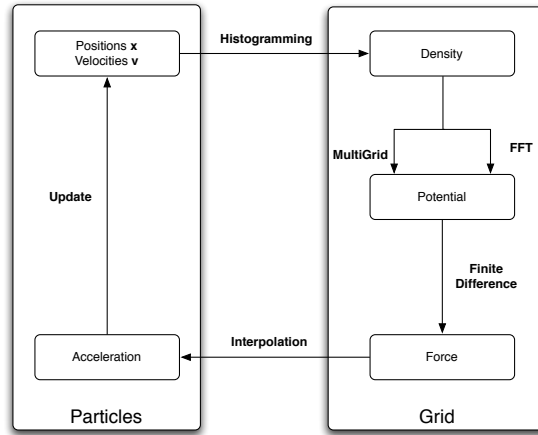 Positions x
Velocities v
Histogramming
Density
MultiGrid
FFT
Potential
Update
Finite
Difference
Acceleration
Interpolation
Force
Particles
Grid